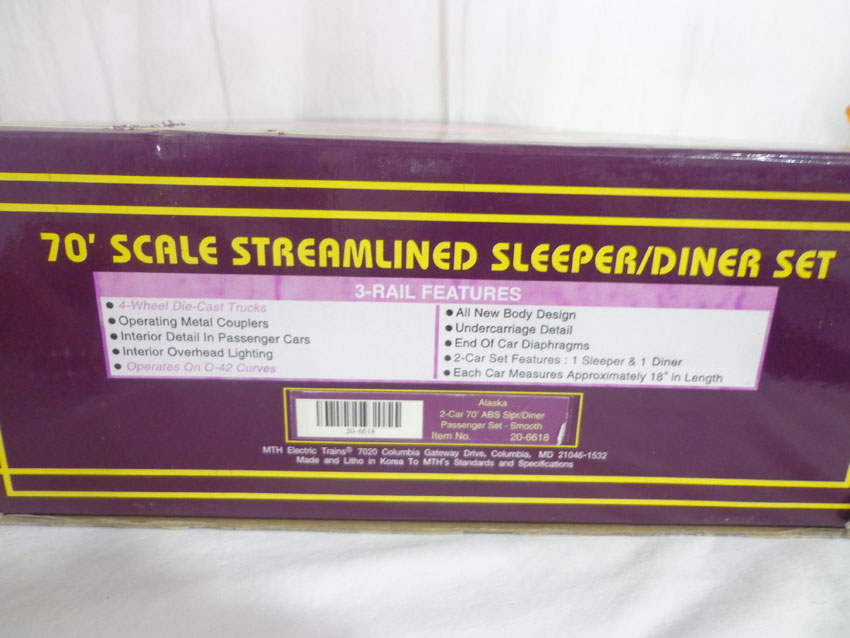 70' SCALE STREAMLINED SLEEPER/DINER SET
3-RAIL FEATURES
• 4-Wheel Die-Cast Trucks
• Operating Metal Couplers
• Interior Detail In Passenger Cars
• Interior Overhead Lighting
• Operates On O-42 Curves
• All New Body Design
• Undercarriage Detail
• End Of Car Diaphragms
• 2-Car Set Features : 1 Sleeper & 1 Diner
• Each Car Measures Approximately 18" in Length
20-6618
Alaska
2-Car 70' ABS Slpr/Diner
Passenger Set - Smooth
Item No. 20-6618
MTH Electric Trains® 7020 Columbia Gateway Drive, Columbia, MD 21046-1532
Made and Litho in Korea To MTH's Standards and Specifications